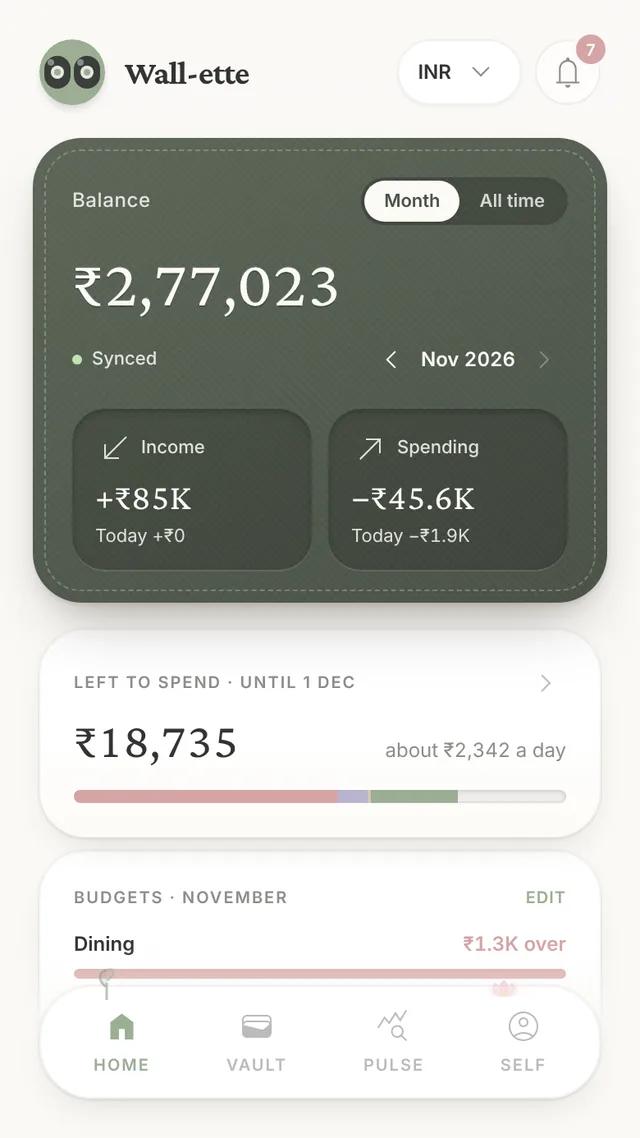 Wall-ette
INR
7
Balance
Month
All time
₹2,77,023
Synced
Nov 2026
Income
Spending
+₹85K
−₹45.6K
Today +₹0
Today −₹1.9K
LEFT TO SPEND · UNTIL 1 DEC
₹18,735
about ₹2,342 a day
BUDGETS · NOVEMBER
EDIT
Dining
₹1.3K over
HOME
VAULT
PULSE
SELF